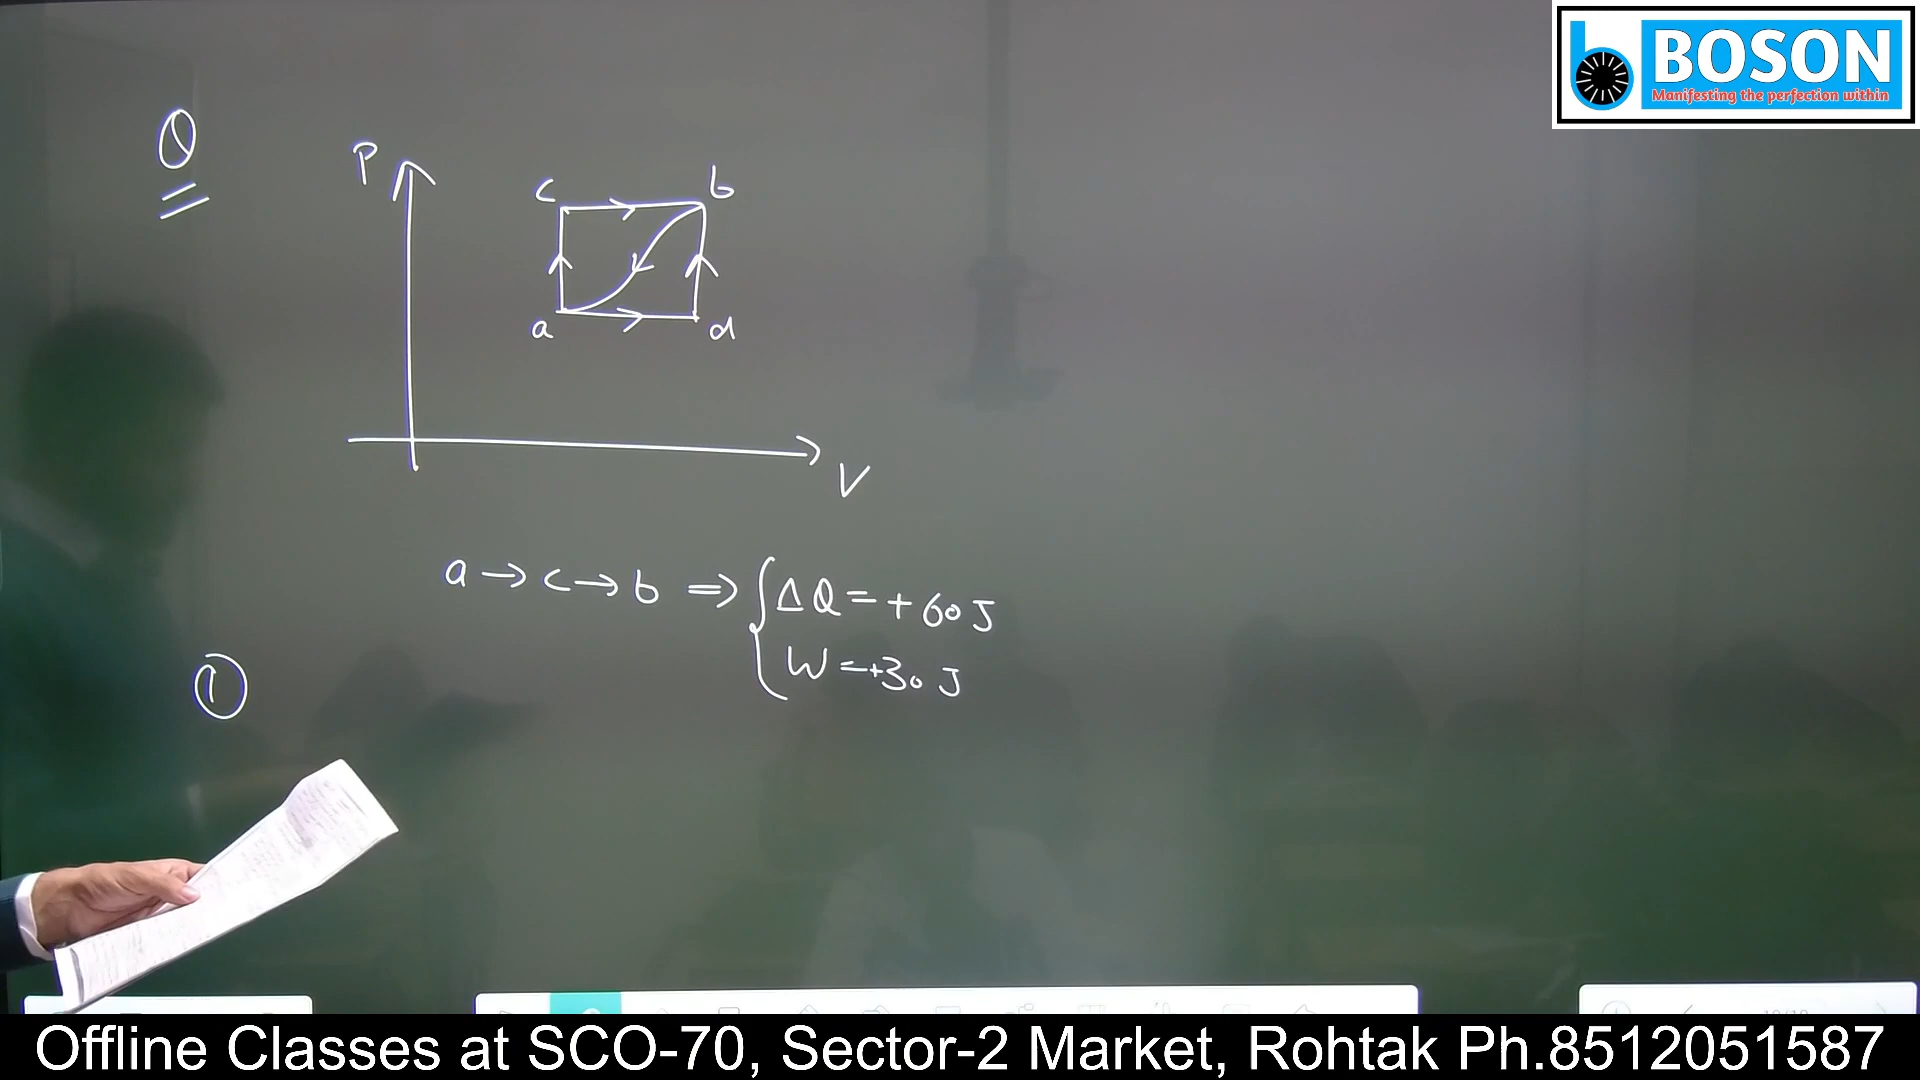 BOSON
Manifesting the perfection within
Q
P
c b
a d
V
a → c → b ⇒ { ΔQ = + 60 J
W = +30 J
①
Offline Classes at SCO-70, Sector-2 Market, Rohtak Ph.8512051587